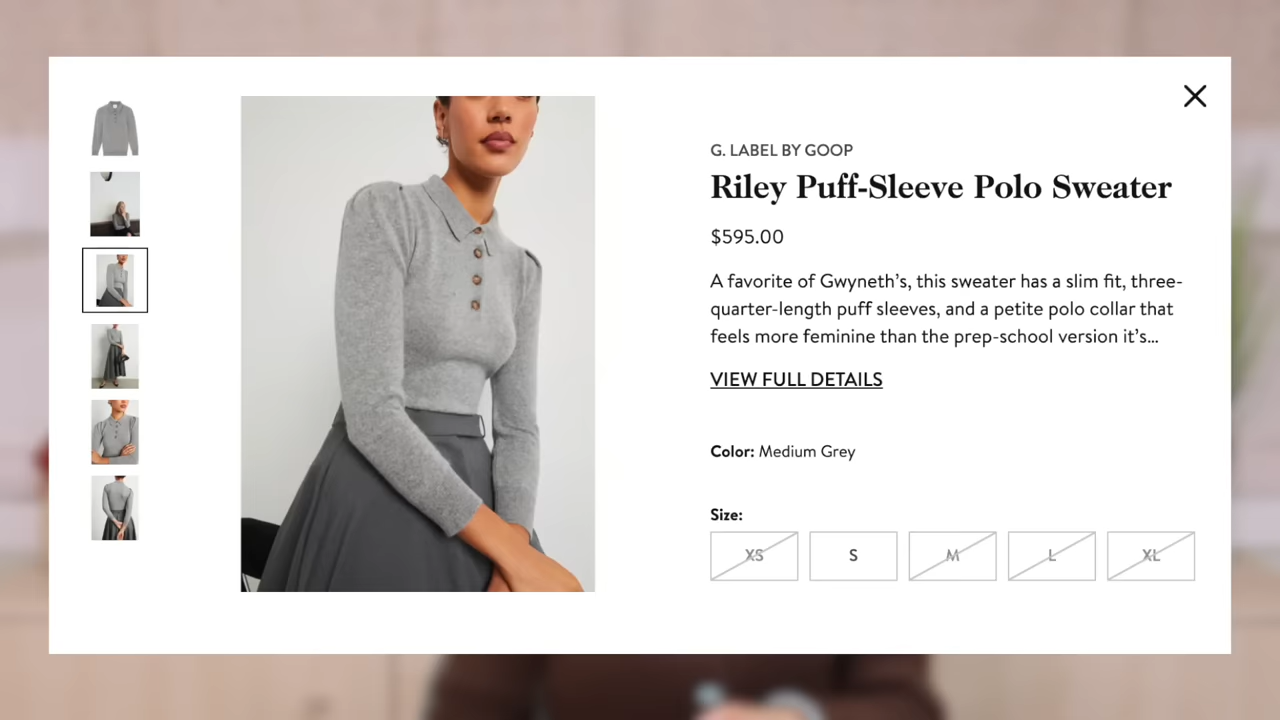 G. LABEL BY GOOP
Riley Puff-Sleeve Polo Sweater
$595.00
A favorite of Gwyneth’s, this sweater has a slim fit, three-
quarter-length puff sleeves, and a petite polo collar that
feels more feminine than the prep-school version it’s...
VIEW FULL DETAILS
Color: Medium Grey
Size:
XS S M L XL